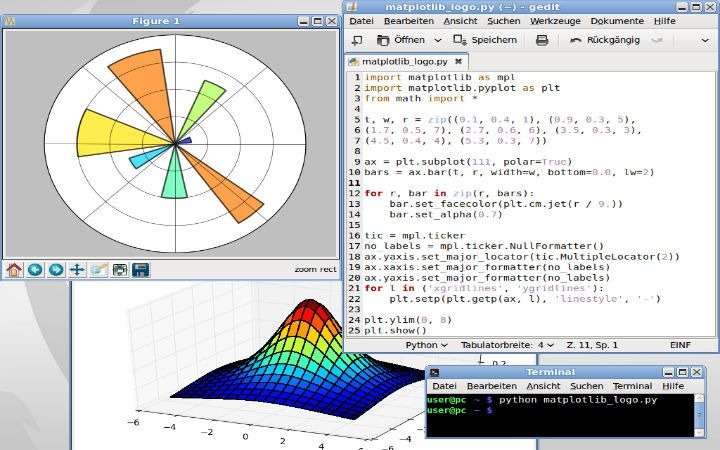 Figure 1
zoom rect
matplotlib_logo.py (~) - gedit
Datei Bearbeiten Ansicht Suchen Werkzeuge Dokumente Hilfe
Öffnen Speichern Rückgängig
matplotlib_logo.py
1 import matplotlib as mpl
2 import matplotlib.pyplot as plt
3 from math import *
4
5 t, w, r = zip((0.1, 0.4, 1), (0.9, 0.3, 5),
6 (1.7, 0.5, 7), (2.7, 0.6, 6), (3.5, 0.3, 3),
7 (4.5, 0.4, 4), (5.3, 0.3, 7))
8
9 ax = plt.subplot(111, polar=True)
10 bars = ax.bar(t, r, width=w, bottom=0.0, lw=2)
11
12 for r, bar in zip(r, bars):
13 bar.set_facecolor(plt.cm.jet(r / 9.))
14 bar.set_alpha(0.7)
15
16 tic = mpl.ticker
17 no_labels = mpl.ticker.NullFormatter()
18 ax.yaxis.set_major_locator(tic.MultipleLocator(2))
19 ax.xaxis.set_major_formatter(no_labels)
20 ax.yaxis.set_major_formatter(no_labels)
21 for l in ('xgridlines', 'ygridlines'):
22 plt.setp(plt.getp(ax, l), 'linestyle', '-')
23
24 plt.ylim(0, 8)
25 plt.show()
Python Tabulatorbreite: 4 Z. 11, Sp. 1 EINF
−6 −4 −2 0 2 4
−6 −4
Terminal
Datei Bearbeiten Ansicht Suchen Terminal Hilfe
user@pc ~ $ python matplotlib_logo.py
user@pc ~ $